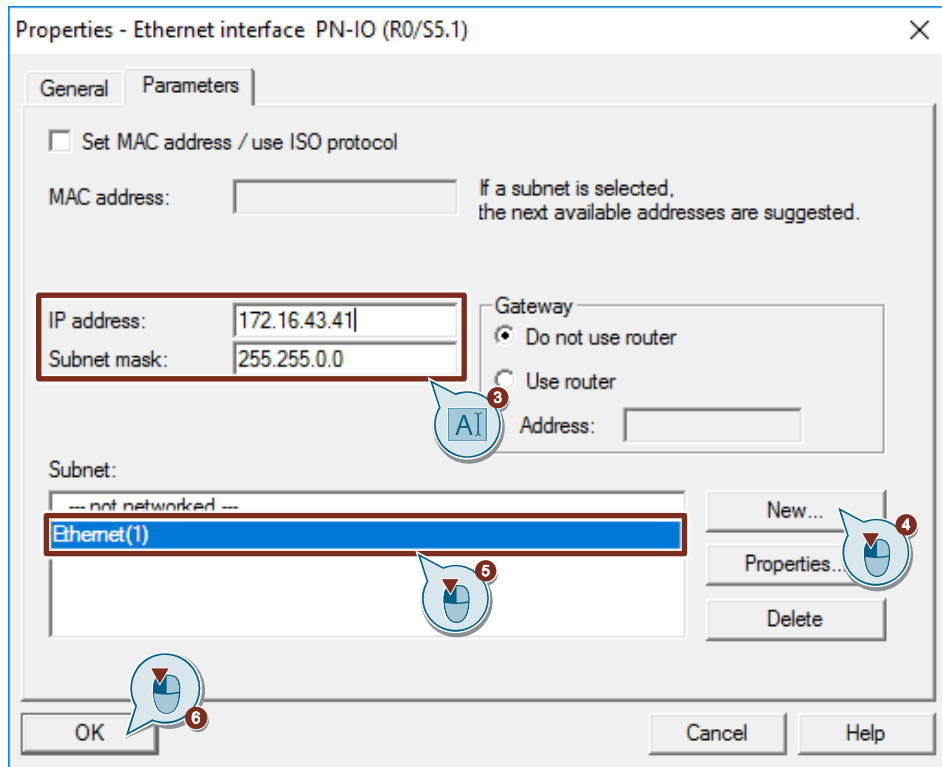 Properties - Ethernet interface PN-IO (R0/S5.1)
General
Parameters
Set MAC address / use ISO protocol
MAC address:
If a subnet is selected,
the next available addresses are suggested.
IP address:
172.16.43.41
Subnet mask:
255.255.0.0
Gateway
Do not use router
Use router
Address:
3
A
Subnet:
--- not networked ---
Ethernet(1)
New...
4
Properties...
5
Delete
6
OK
Cancel
Help